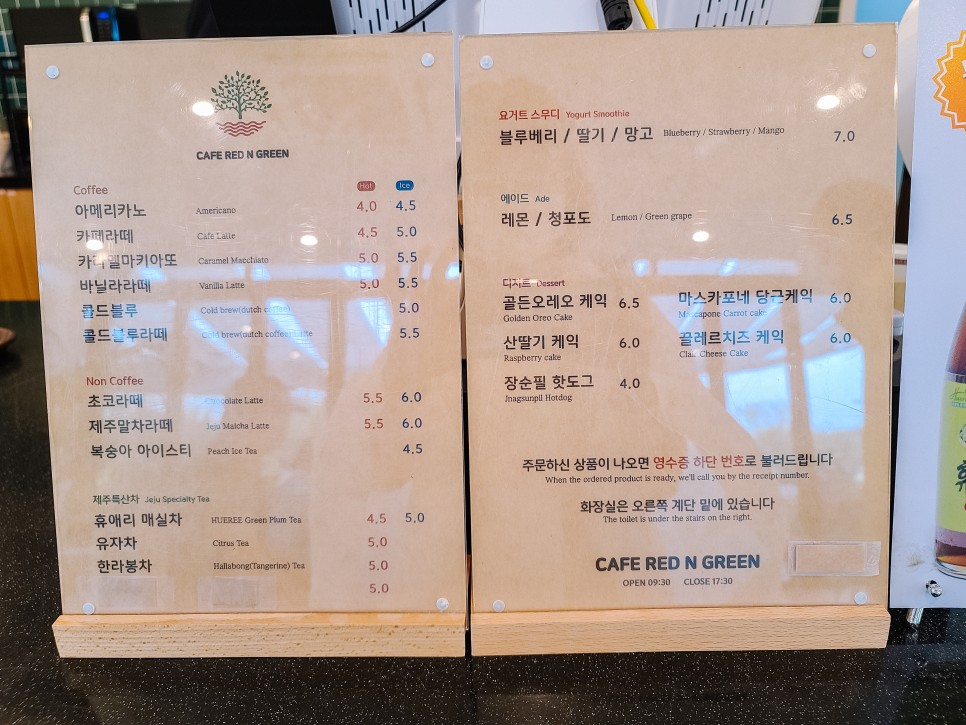 CAFE RED N GREEN
Coffee Hot Ice
아메리카노 Americano 4.0 4.5
카페라떼 Cafe Latte 4.5 5.0
카라멜마키아또 Caramel Macchiato 5.0 5.5
바닐라라떼 Vanilla Latte 5.0 5.5
콜드블루 Cold brew(dutch coffee) 5.0
콜드블루라떼 Cold brew(dutch coffee) Latte 5.5
Non Coffee
초코라떼 Chocolate Latte 5.5 6.0
제주말차라떼 Jeju Matcha Latte 5.5 6.0
복숭아 아이스티 Peach Ice Tea 4.5
제주특산차 Jeju Specialty Tea
휴애리 매실차 HUEREE Green Plum Tea 4.5 5.0
유자차 Citrus Tea 5.0
한라봉차 Hallabong(Tangerine) Tea 5.0
5.0
요거트 스무디 Yogurt Smoothie
블루베리 / 딸기 / 망고 Blueberry / Strawberry / Mango 7.0
에이드 Ade
레몬 / 청포도 Lemon / Green grape 6.5
디저트 Dessert
골든오레오 케익 6.5 마스카포네 당근케익 6.0
Golden Oreo Cake Mascapone Carrot cake
산딸기 케익 6.0 끌레르치즈 케익 6.0
Raspberry cake Clair Cheese Cake
장순필 핫도그 4.0
Jnagsunpil Hotdog
주문하신 상품이 나오면 영수증 하단 번호로 불러드립니다
When the ordered product is ready, we'll call you by the receipt number.
화장실은 오른쪽 계단 밑에 있습니다
The toilet is under the stairs on the right.
CAFE RED N GREEN
OPEN 09:30 CLOSE 17:30